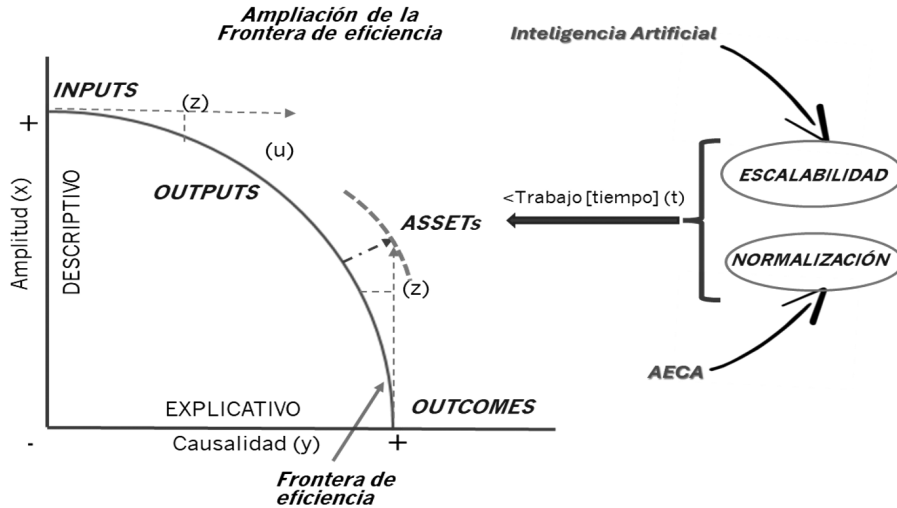 Ampliación de la
Frontera de eficiencia
Inteligencia Artificial
INPUTS
(z)
+
(u)
OUTPUTS
ESCALABILIDAD
<Trabajo [tiempo] (t)
ASSETs
Amplitud (x)
DESCRIPTIVO
NORMALIZACIÓN
(z)
AECA
EXPLICATIVO
OUTCOMES
-
Causalidad (y)
+
Frontera de
eficiencia